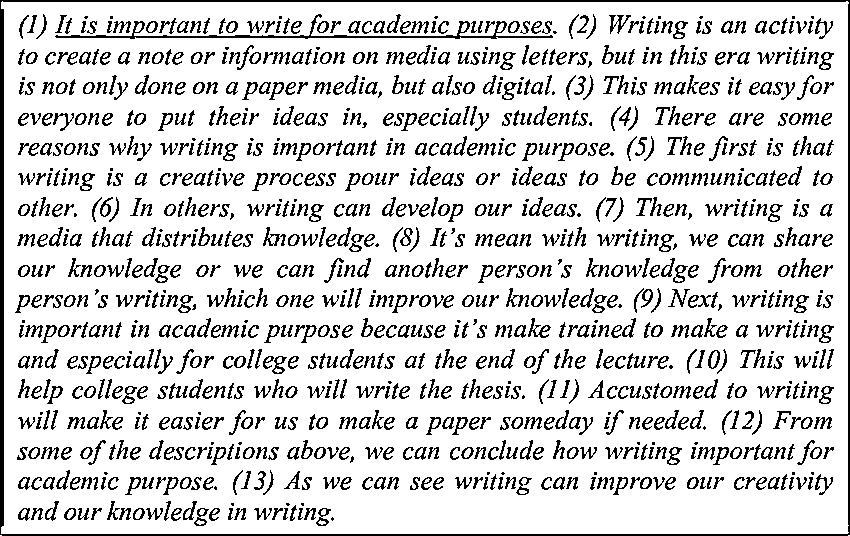 (1) It is important to write for academic purposes. (2) Writing is an activity
to create a note or information on media using letters, but in this era writing
is not only done on a paper media, but also digital. (3) This makes it easy for
everyone to put their ideas in, especially students. (4) There are some
reasons why writing is important in academic purpose. (5) The first is that
writing is a creative process pour ideas or ideas to be communicated to
other. (6) In others, writing can develop our ideas. (7) Then, writing is a
media that distributes knowledge. (8) It's mean with writing, we can share
our knowledge or we can find another person's knowledge from other
person's writing, which one will improve our knowledge. (9) Next, writing is
important in academic purpose because it's make trained to make a writing
and especially for college students at the end of the lecture. (10) This will
help college students who will write the thesis. (11) Accustomed to writing
will make it easier for us to make a paper someday if needed. (12) From
some of the descriptions above, we can conclude how writing important for
academic purpose. (13) As we can see writing can improve our creativity
and our knowledge in writing.